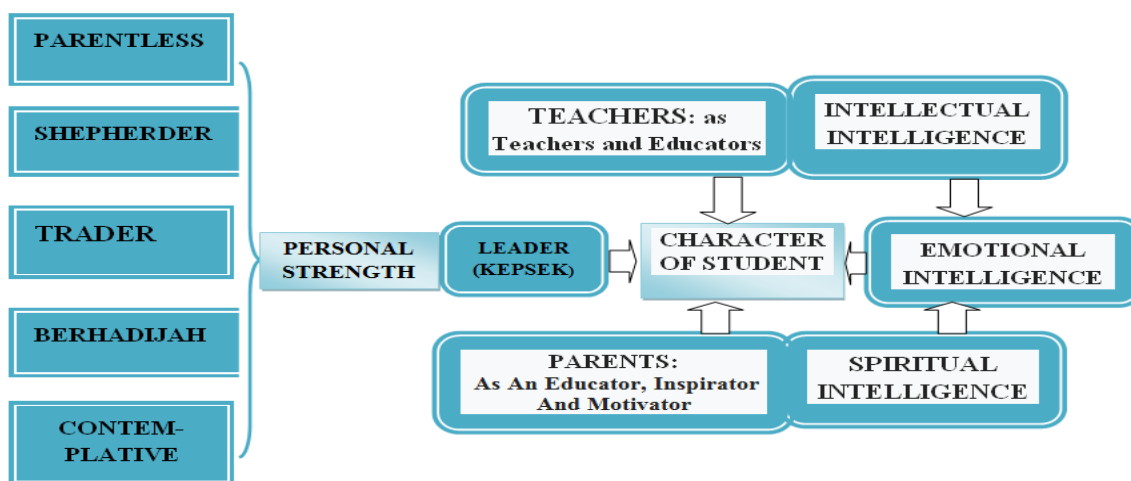 PARENTLESS
SHEPHERDER
TRADER
BERHADIJAH
CONTEM-
PLATIVE
PERSONAL
STRENGTH
LEADER
(KEPSEK)
TEACHERS: as
Teachers and Educators
INTELLECTUAL
INTELLIGENCE
CHARACTER
OF STUDENT
EMOTIONAL
INTELLIGENCE
PARENTS:
As An Educator, Inspirator
And Motivator
SPIRITUAL
INTELLIGENCE